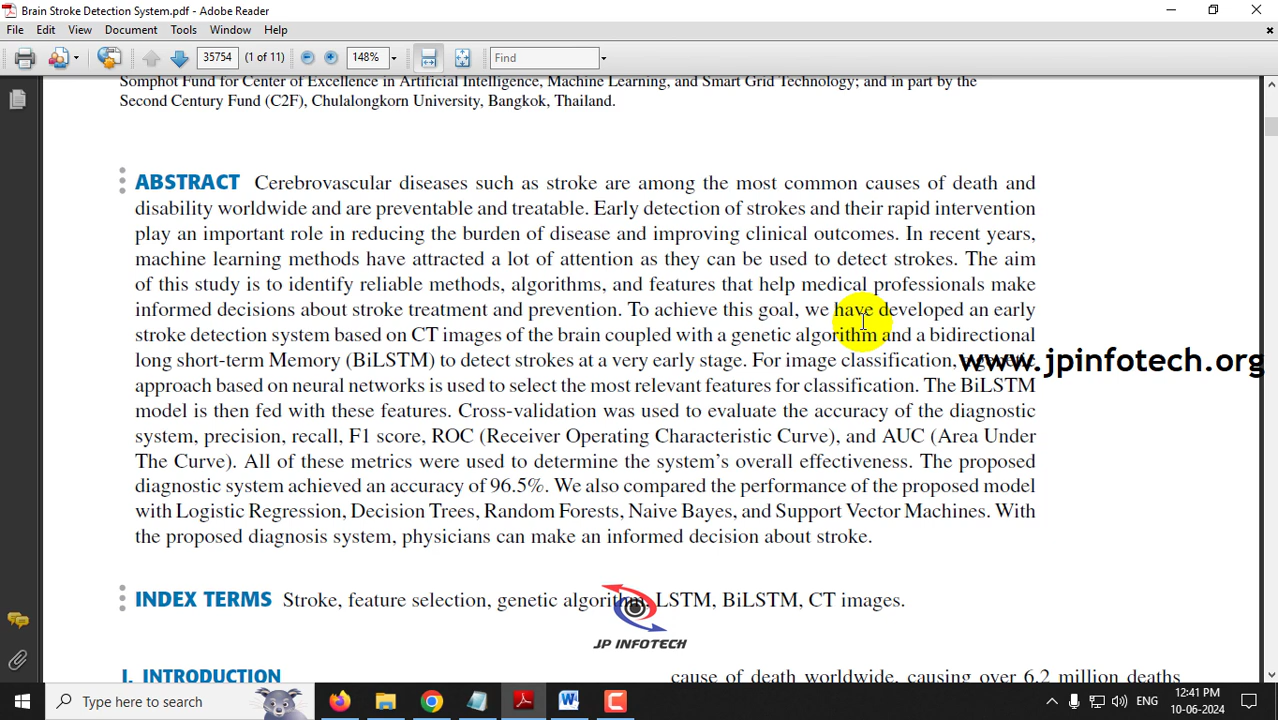 Brain Stroke Detection System.pdf - Adobe Reader
File Edit View Document Tools Window Help
35754 (1 of 11) 148% Find
Somphot Fund for Center of Excellence in Artificial Intelligence, Machine Learning, and Smart Grid Technology; and in part by the
Second Century Fund (C2F), Chulalongkorn University, Bangkok, Thailand.
ABSTRACT Cerebrovascular diseases such as stroke are among the most common causes of death and
disability worldwide and are preventable and treatable. Early detection of strokes and their rapid intervention
play an important role in reducing the burden of disease and improving clinical outcomes. In recent years,
machine learning methods have attracted a lot of attention as they can be used to detect strokes. The aim
of this study is to identify reliable methods, algorithms, and features that help medical professionals make
informed decisions about stroke treatment and prevention. To achieve this goal, we have developed an early
stroke detection system based on CT images of the brain coupled with a genetic algorithm and a bidirectional
long short-term Memory (BiLSTM) to detect strokes at a very early stage. For image classification, a genetic
www.jpinfotech.org
approach based on neural networks is used to select the most relevant features for classification. The BiLSTM
model is then fed with these features. Cross-validation was used to evaluate the accuracy of the diagnostic
system, precision, recall, F1 score, ROC (Receiver Operating Characteristic Curve), and AUC (Area Under
The Curve). All of these metrics were used to determine the system's overall effectiveness. The proposed
diagnostic system achieved an accuracy of 96.5%. We also compared the performance of the proposed model
with Logistic Regression, Decision Trees, Random Forests, Naive Bayes, and Support Vector Machines. With
the proposed diagnosis system, physicians can make an informed decision about stroke.
INDEX TERMS Stroke, feature selection, genetic algorithm, LSTM, BiLSTM, CT images.
JP INFOTECH
I. INTRODUCTION
cause of death worldwide, causing over 6.2 million deaths
Type here to search
ENG
12:41 PM
10-06-2024